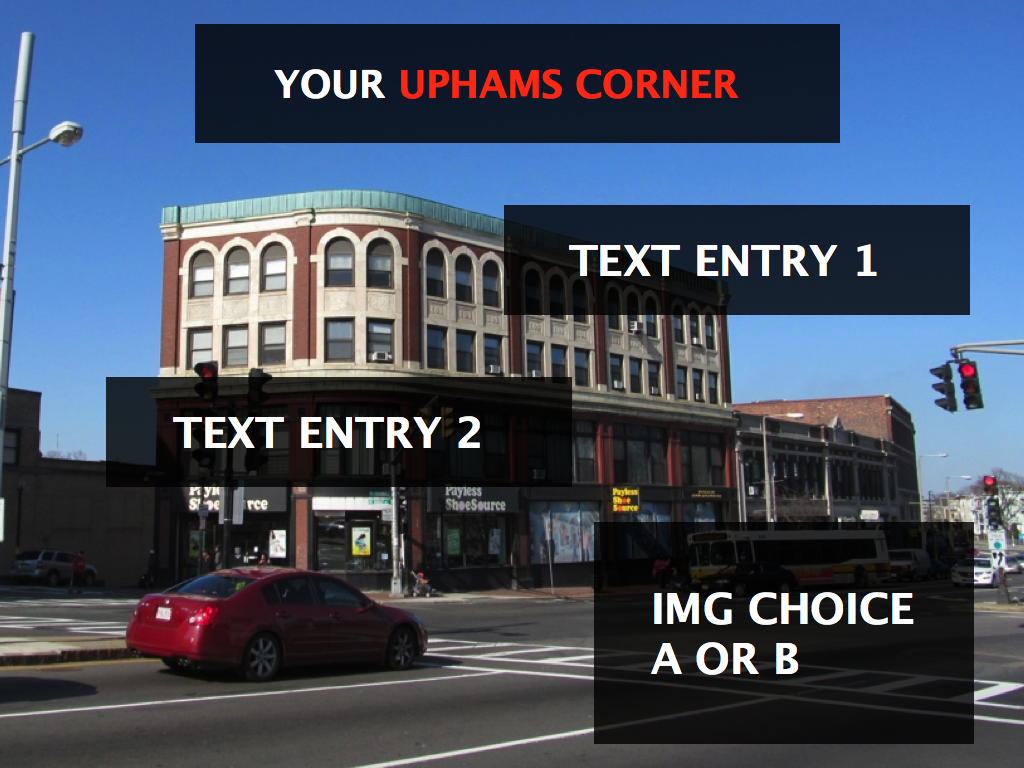 YOUR UPHAMS CORNER
TEXT ENTRY 1
TEXT ENTRY 2
Payless
ShoeSource
Payless
ShoeSource
Payless
Shoe
Source
IMG CHOICE
A OR B